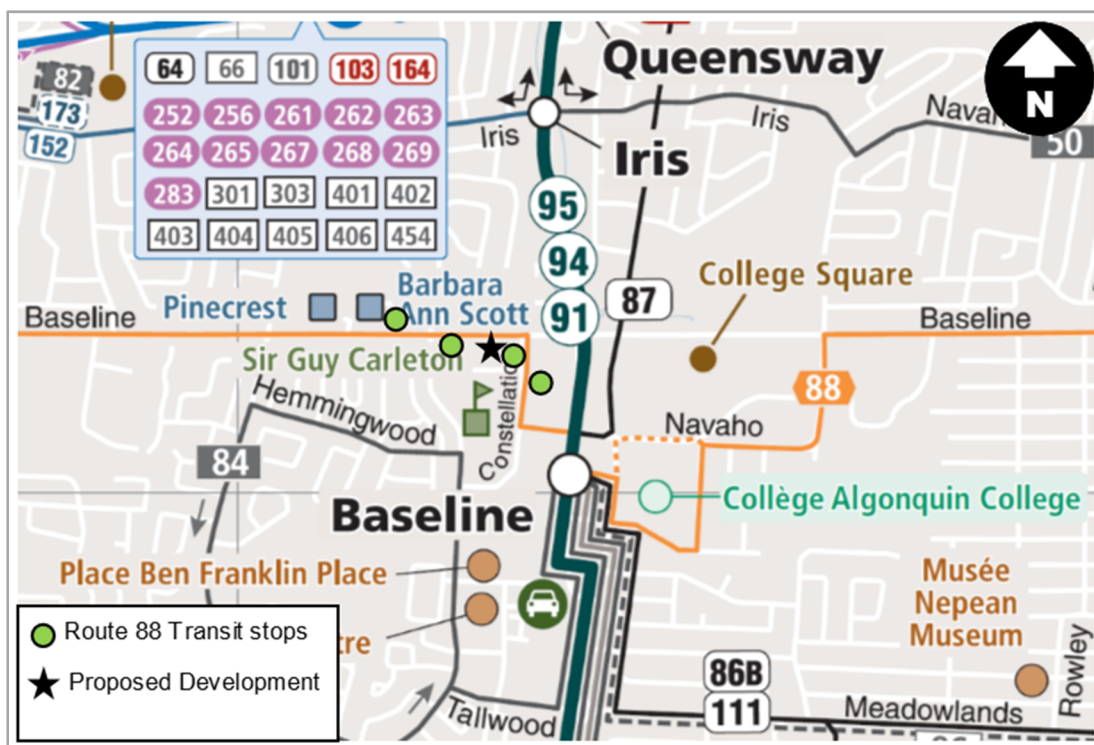 Queensway
N
82
173
152
64 66 101 103 164
252 256 261 262 263
264 265 267 268 269
283 301 303 401 402
403 404 405 406 454
Iris
Iris
Iris
50
95
94
91
87
College Square
Pinecrest
Barbara
Ann Scott
Baseline
Baseline
Sir Guy Carleton
88
Hemmingwood
Navaho
84
Baseline
Collège Algonquin College
Place Ben Franklin Place
Musée
Nepean
Museum
Route 88 Transit stops
Proposed Development
86B
111
Meadowlands
Rowley
Tallwood